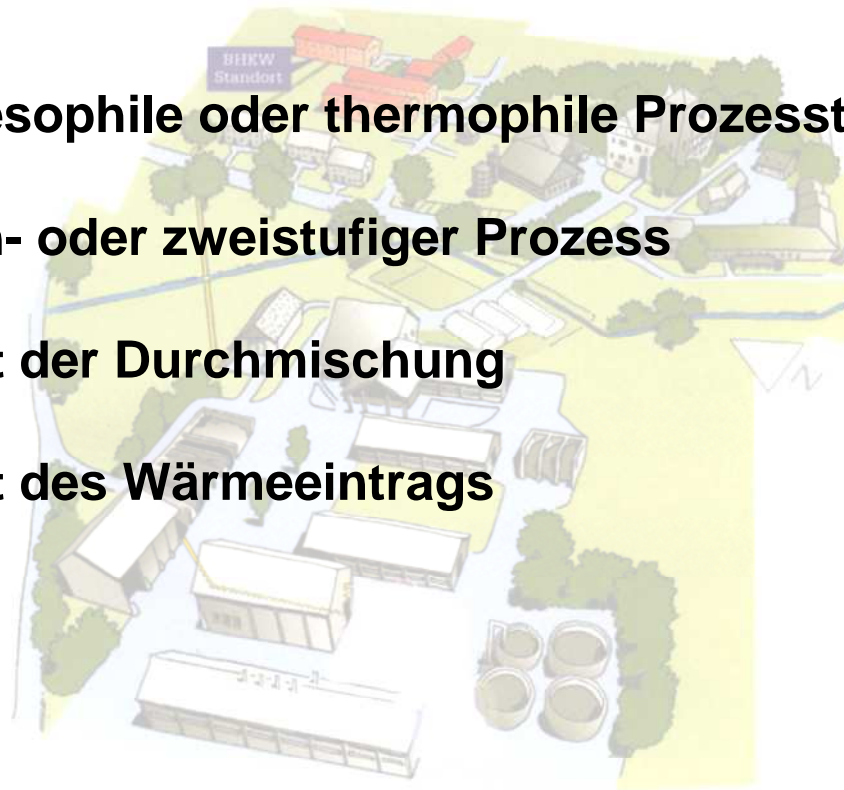 BHKW
Standort
esophile oder thermophile Prozesst
- oder zweistufiger Prozess
t der Durchmischung
t des Wärmeeintrags
N